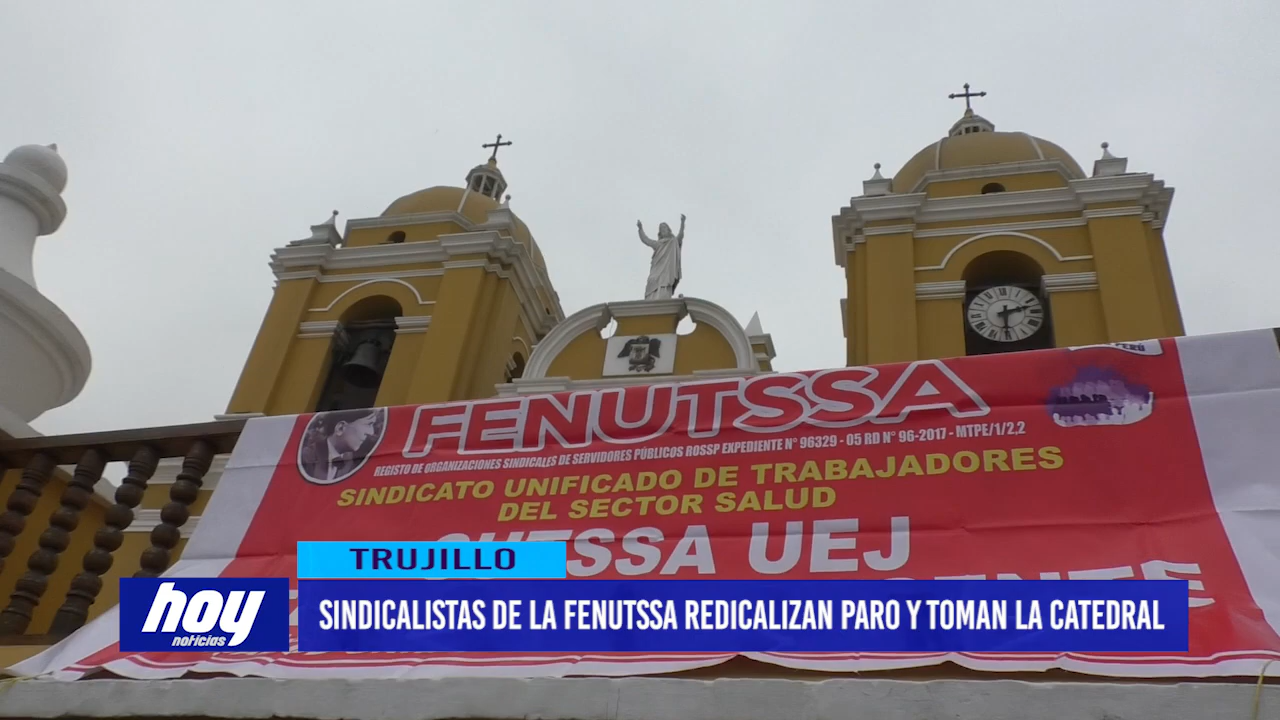 FENUTSSA
REGISTO DE ORGANIZACIONES SINDICALES DE SERVIDORES PÚBLICOS ROSSP EXPEDIENTE N° 96329 - 05 RD N° 96-2017 - MTPE/1/2,2
SINDICATO UNIFICADO DE TRABAJADORES
DEL SECTOR SALUD
SUTSSA UEJ
TRUJILLO
hoy
noticias
SINDICALISTAS DE LA FENUTSSA REDICALIZAN PARO Y TOMAN LA CATEDRAL